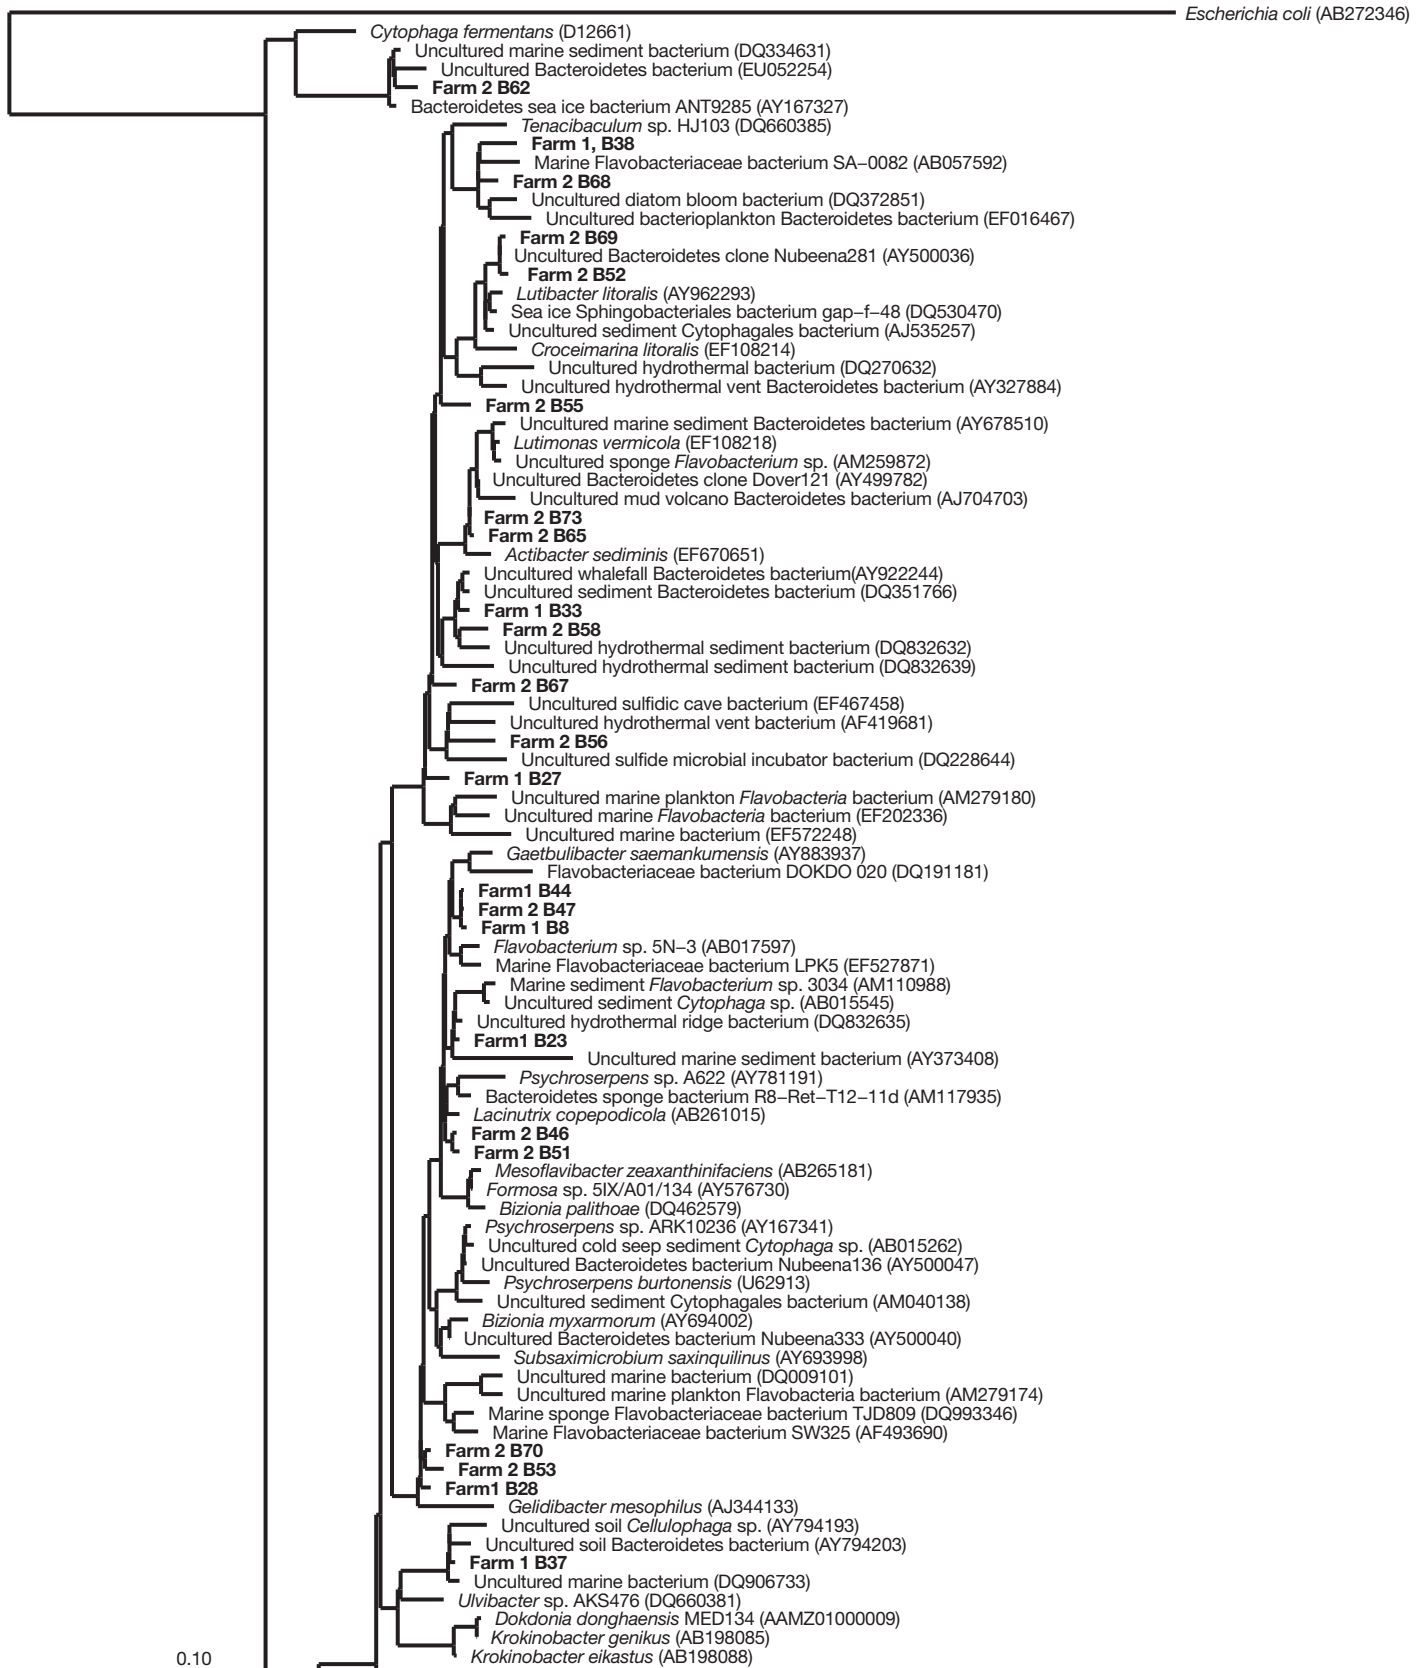 Escherichia coli (AB272346)
Cytophaga fermentans (D12661)
Uncultured marine sediment bacterium (DQ334631)
Uncultured Bacteroidetes bacterium (EU052254)
Farm 2 B62
Bacteroidetes sea ice bacterium ANT9285 (AY167327)
Tenacibaculum sp. HJ103 (DQ660385)
Farm 1, B38
Marine Flavobacteriaceae bacterium SA–0082 (AB057592)
Farm 2 B68
Uncultured diatom bloom bacterium (DQ372851)
Uncultured bacterioplankton Bacteroidetes bacterium (EF016467)
Farm 2 B69
Uncultured Bacteroidetes clone Nubeena281 (AY500036)
Farm 2 B52
Lutibacter litoralis (AY962293)
Sea ice Sphingobacteriales bacterium gap–f–48 (DQ530470)
Uncultured sediment Cytophagales bacterium (AJ535257)
Croceimarina litoralis (EF108214)
Uncultured hydrothermal bacterium (DQ270632)
Uncultured hydrothermal vent Bacteroidetes bacterium (AY327884)
Farm 2 B55
Uncultured marine sediment Bacteroidetes bacterium (AY678510)
Lutimonas vermicola (EF108218)
Uncultured sponge Flavobacterium sp. (AM259872)
Uncultured Bacteroidetes clone Dover121 (AY499782)
Uncultured mud volcano Bacteroidetes bacterium (AJ704703)
Farm 2 B73
Farm 2 B65
Actibacter sediminis (EF670651)
Uncultured whalefall Bacteroidetes bacterium(AY922244)
Uncultured sediment Bacteroidetes bacterium (DQ351766)
Farm 1 B33
Farm 2 B58
Uncultured hydrothermal sediment bacterium (DQ832632)
Uncultured hydrothermal sediment bacterium (DQ832639)
Farm 2 B67
Uncultured sulfidic cave bacterium (EF467458)
Uncultured hydrothermal vent bacterium (AF419681)
Farm 2 B56
Uncultured sulfide microbial incubator bacterium (DQ228644)
Farm 1 B27
Uncultured marine plankton Flavobacteria bacterium (AM279180)
Uncultured marine Flavobacteria bacterium (EF202336)
Uncultured marine bacterium (EF572248)
Gaetbulibacter saemankumensis (AY883937)
Flavobacteriaceae bacterium DOKDO 020 (DQ191181)
Farm1 B44
Farm 2 B47
Farm 1 B8
Flavobacterium sp. 5N–3 (AB017597)
Marine Flavobacteriaceae bacterium LPK5 (EF527871)
Marine sediment Flavobacterium sp. 3034 (AM110988)
Uncultured sediment Cytophaga sp. (AB015545)
Uncultured hydrothermal ridge bacterium (DQ832635)
Farm1 B23
Uncultured marine sediment bacterium (AY373408)
Psychroserpens sp. A622 (AY781191)
Bacteroidetes sponge bacterium R8–Ret–T12–11d (AM117935)
Lacinutrix copepodicola (AB261015)
Farm 2 B46
Farm 2 B51
Mesoflavibacter zeaxanthinifaciens (AB265181)
Formosa sp. 5IX/A01/134 (AY576730)
Bizionia palithoae (DQ462579)
Psychroserpens sp. ARK10236 (AY167341)
Uncultured cold seep sediment Cytophaga sp. (AB015262)
Uncultured Bacteroidetes bacterium Nubeena136 (AY500047)
Psychroserpens burtonensis (U62913)
Uncultured sediment Cytophagales bacterium (AM040138)
Bizionia myxarmorum (AY694002)
Uncultured Bacteroidetes bacterium Nubeena333 (AY500040)
Subsaximicrobium saxinquilinus (AY693998)
Uncultured marine bacterium (DQ009101)
Uncultured marine plankton Flavobacteria bacterium (AM279174)
Marine sponge Flavobacteriaceae bacterium TJD809 (DQ993346)
Marine Flavobacteriaceae bacterium SW325 (AF493690)
Farm 2 B70
Farm 2 B53
Farm1 B28
Gelidibacter mesophilus (AJ344133)
Uncultured soil Cellulophaga sp. (AY794193)
Uncultured soil Bacteroidetes bacterium (AY794203)
Farm 1 B37
Uncultured marine bacterium (DQ906733)
Ulvibacter sp. AKS476 (DQ660381)
Dokdonia donghaensis MED134 (AAMZ01000009)
Krokinobacter genikus (AB198085)
Krokinobacter eikastus (AB198088)
0.10